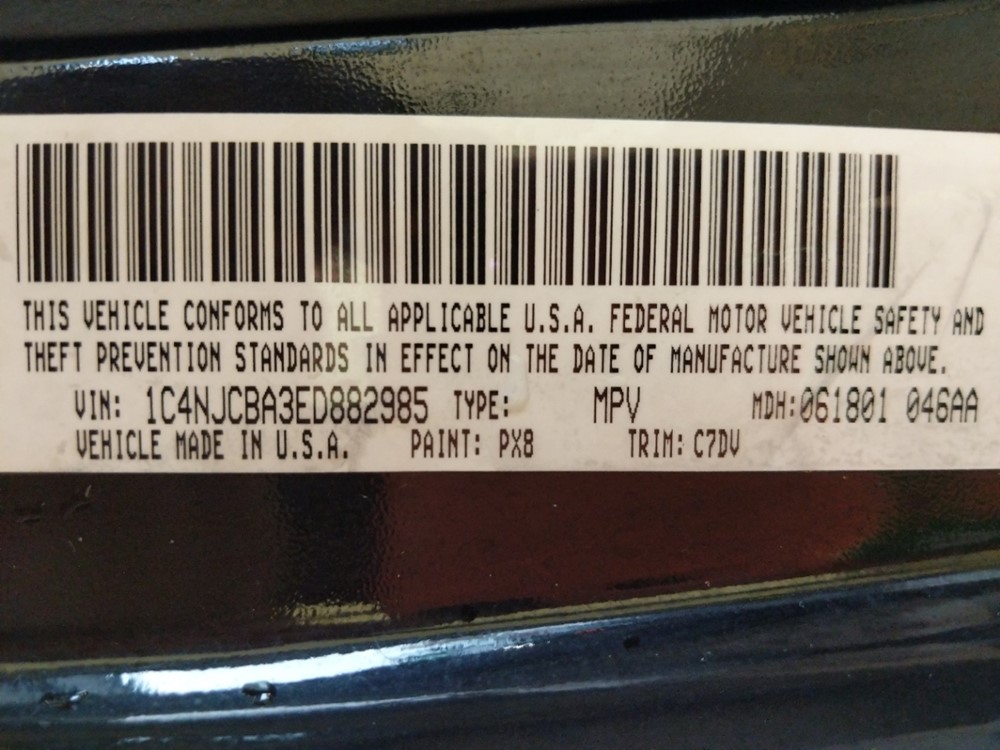 THIS VEHICLE CONFORMS TO ALL APPLICABLE U.S.A. FEDERAL MOTOR VEHICLE SAFETY AND
THEFT PREVENTION STANDARDS IN EFFECT ON THE DATE OF MANUFACTURE SHOWN ABOVE.
VIN: 1C4NJCBA3ED882985 TYPE: MPV MDH:061801 046AA
VEHICLE MADE IN U.S.A. PAINT: PX8 TRIM: C7DV